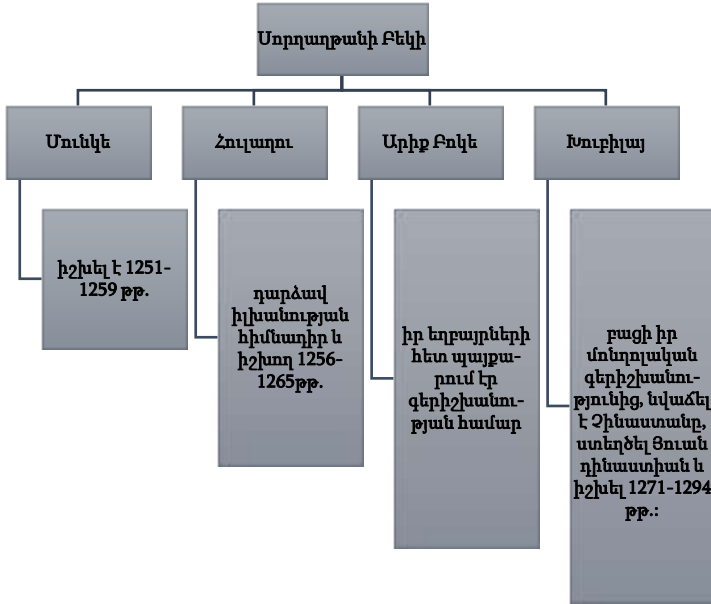 Սորղաղթանի Բեկի
Մունկե
Հուլաղու
Արիք Բոկե
Խուբիլայ
իշխել է 1251-
1259 թթ.
դարձավ
իլխանության
հիմնադիր և
իշխող 1256-
1265թթ.
իր եղբայրների
հետ պայքա-
րում էր
գերիշխանու-
թյան համար
բացի իր
մոնղոլական
գերիշխանու-
թյունից, նվաճել
է Չինաստանը,
ստեղծել Յուան
դինաստիան և
իշխել 1271-1294
թթ.: